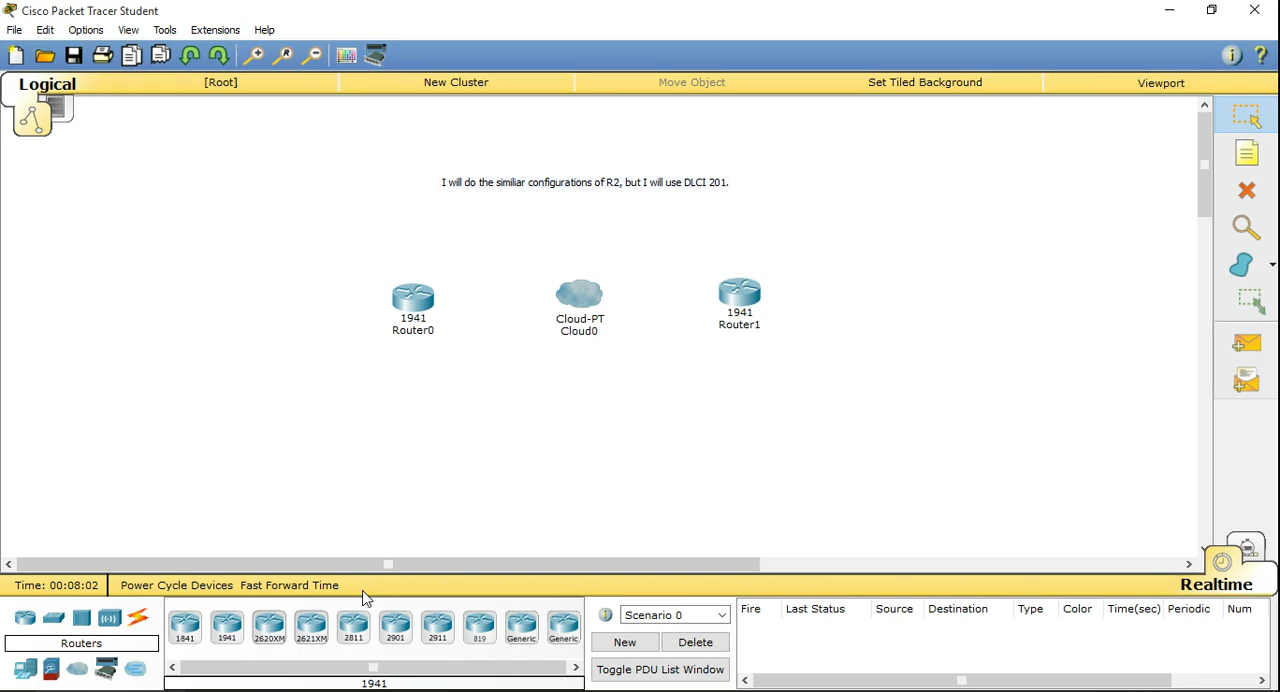 Cisco Packet Tracer Student
File Edit Options View Tools Extensions Help
Logical [Root] New Cluster Move Object Set Tiled Background Viewport
I will do the similiar configurations of R2, but I will use DLCI 201.
1941
Router0
Cloud-PT
Cloud0
1941
Router1
Time: 00:08:02 Power Cycle Devices Fast Forward Time
Realtime
Routers
1841 1941 2620XM 2621XM 2811 2901 2911 819 Generic Generic
1941
Scenario 0
New Delete
Toggle PDU List Window
Fire Last Status Source Destination Type Color Time(sec) Periodic Num